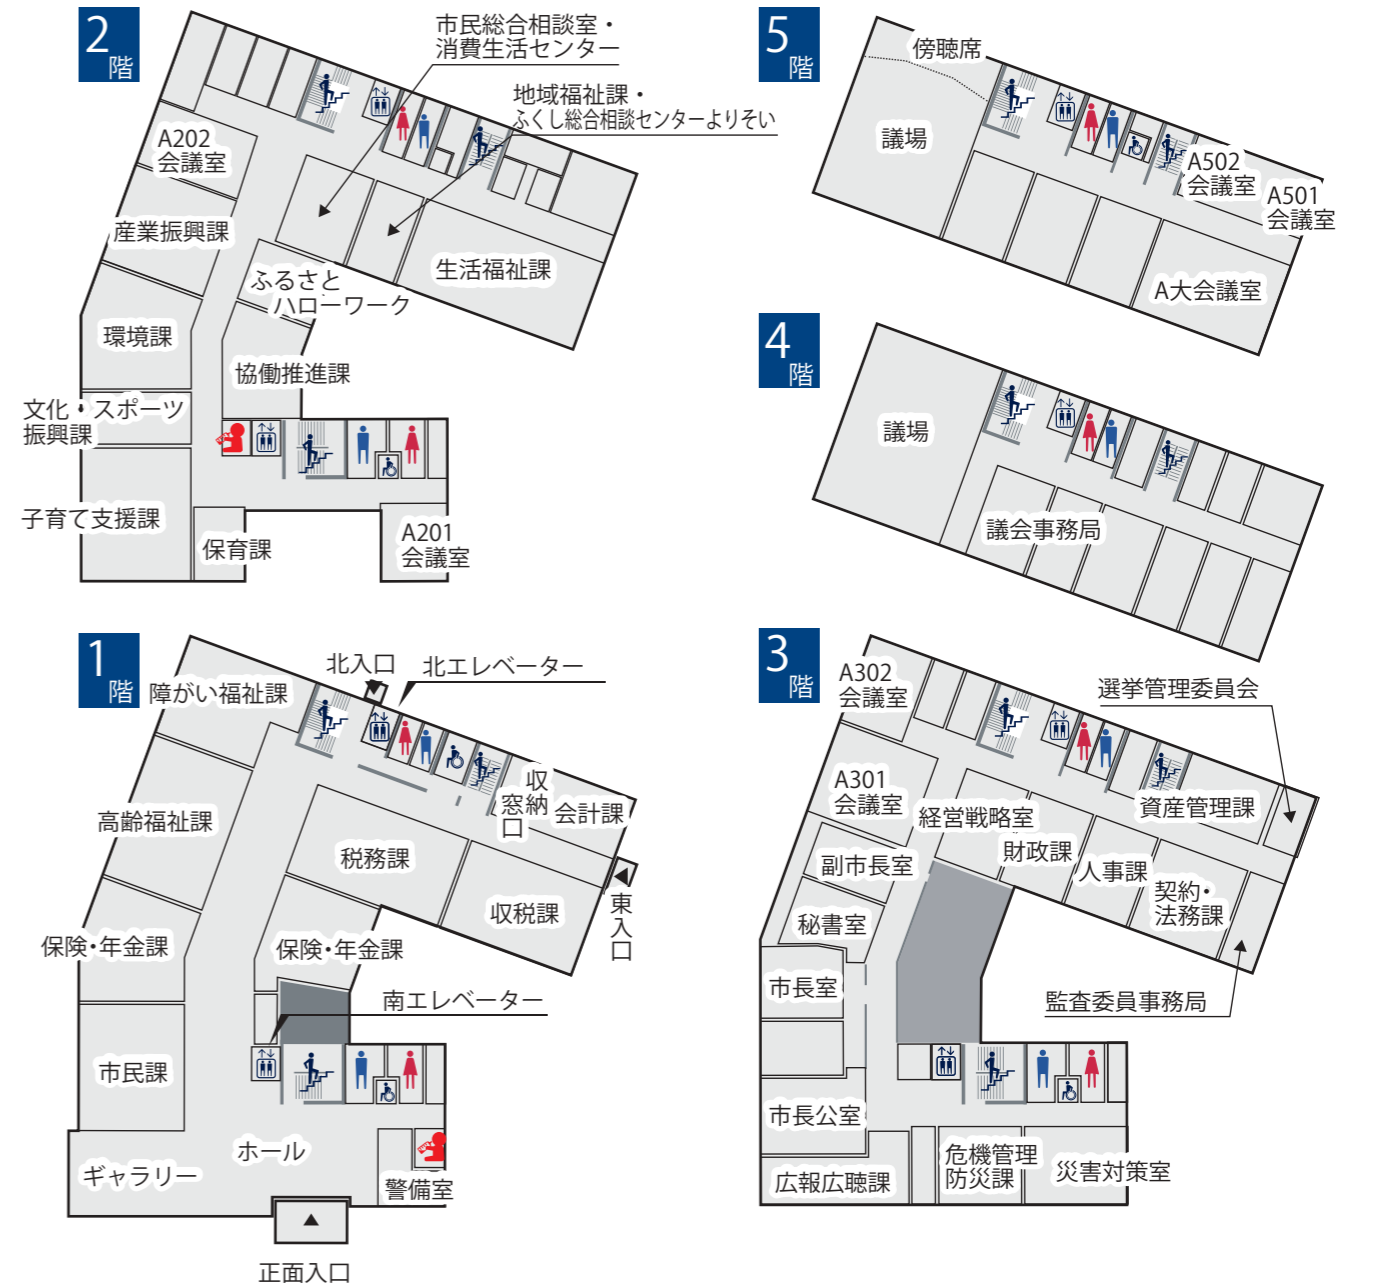 2
階
市民総合相談室・
消費生活センター
地域福祉課・
ふくし総合相談センターよりそい
A202
会議室
産業振興課
ふるさと
ハローワーク
生活福祉課
環境課
協働推進課
文化・スポーツ
振興課
子育て支援課
保育課
A201
会議室
5
階
傍聴席
議場
A502
会議室
A501
会議室
A大会議室
4
階
議場
議会事務局
1
階
北入口
北エレベーター
障がい福祉課
収納
窓口
会計課
高齢福祉課
税務課
収税課
東入口
保険・年金課
保険・年金課
南エレベーター
市民課
ホール
ギャラリー
警備室
正面入口
3
階
A302
会議室
選挙管理委員会
A301
会議室
経営戦略室
資産管理課
財政課
副市長室
人事課
契約・
法務課
秘書室
市長室
監査委員事務局
市長公室
危機管理
防災課
災害対策室
広報広聴課